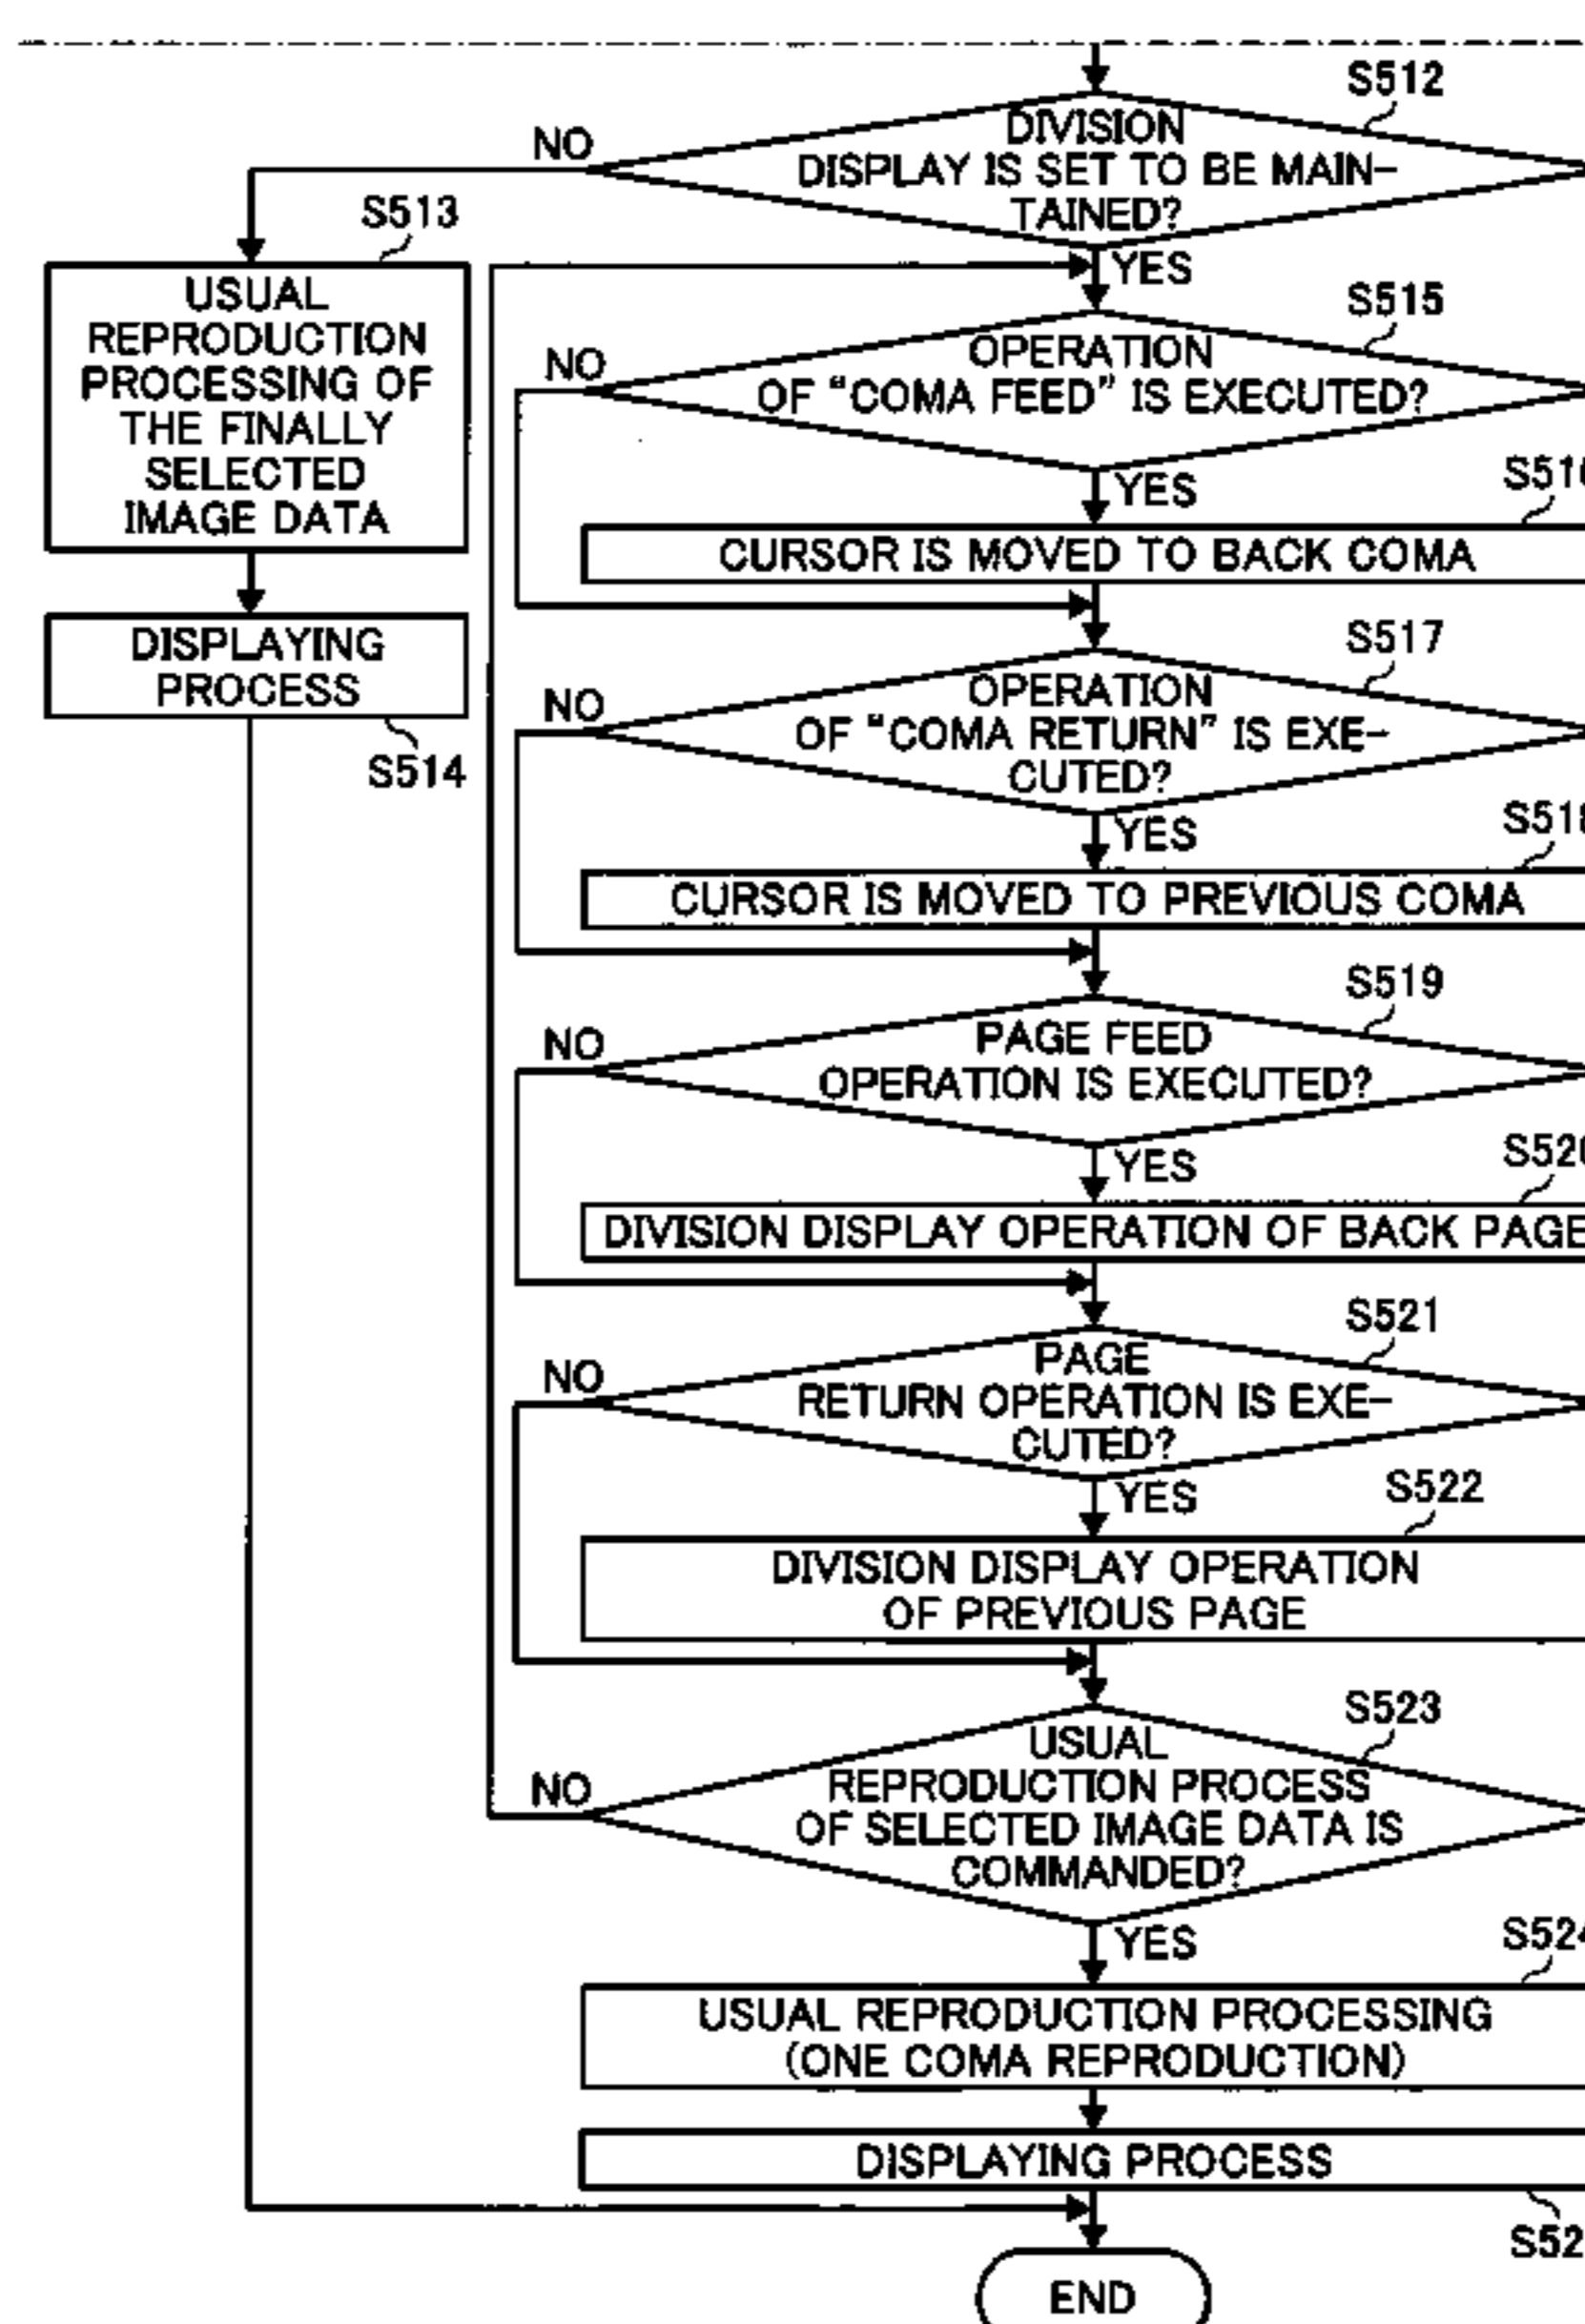 S512
DIVISION
DISPLAY IS SET TO BE MAIN-
TAINED?
NO
YES
S513
USUAL
REPRODUCTION
PROCESSING OF
THE FINALLY
SELECTED
IMAGE DATA
DISPLAYING
PROCESS
S514
S515
OPERATION
OF "COMA FEED" IS EXECUTED?
NO
YES
CURSOR IS MOVED TO BACK COMA
S517
OPERATION
OF "COMA RETURN" IS EXE-
CUTED?
NO
YES
S518
CURSOR IS MOVED TO PREVIOUS COMA
S519
PAGE FEED
OPERATION IS EXECUTED?
NO
YES
DIVISION DISPLAY OPERATION OF BACK PAGE
S521
PAGE
RETURN OPERATION IS EXE-
CUTED?
NO
YES
S522
DIVISION DISPLAY OPERATION
OF PREVIOUS PAGE
S523
USUAL
REPRODUCTION PROCESS
OF SELECTED IMAGE DATA IS
COMMANDED?
NO
YES
S524
USUAL REPRODUCTION PROCESSING
(ONE COMA REPRODUCTION)
DISPLAYING PROCESS
S52
END